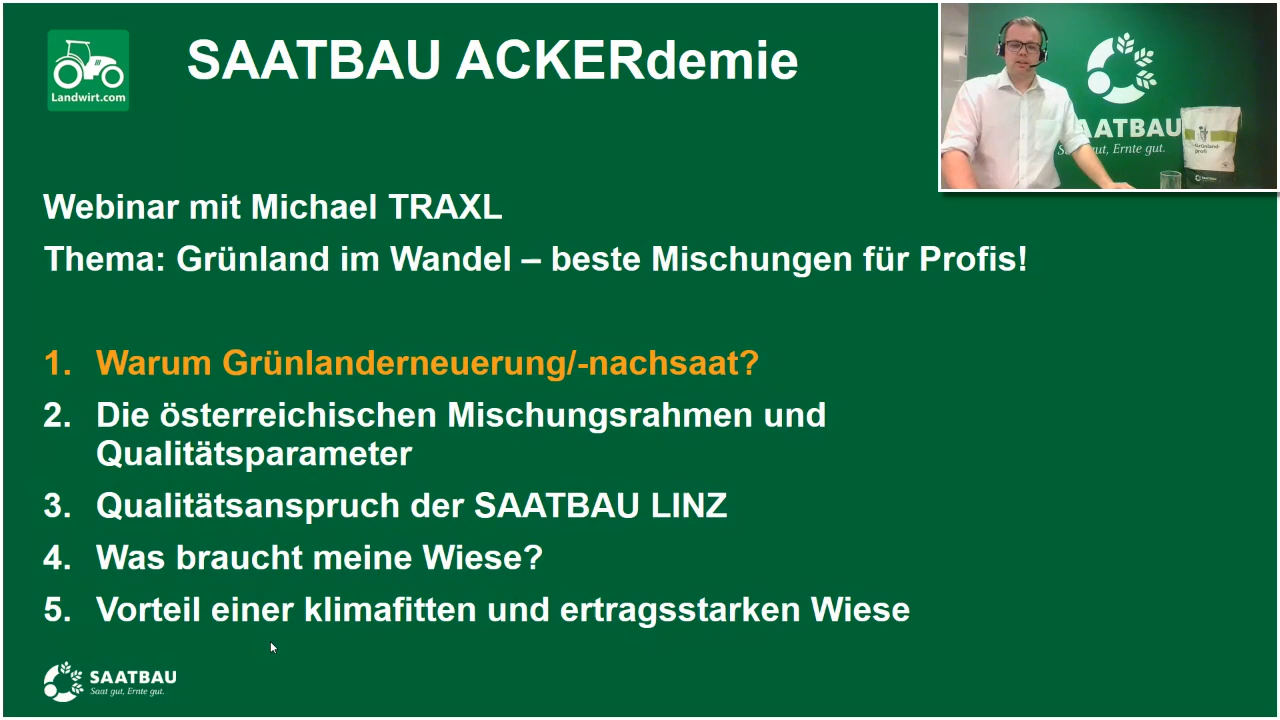 Landwirt.com
SAATBAU ACKERdemie
SAATBAU
Saat gut, Ernte gut.
Grünland-
profi
Webinar mit Michael TRAXL
Thema: Grünland im Wandel – beste Mischungen für Profis!
1. Warum Grünlanderneuerung/-nachsaat?
2. Die österreichischen Mischungsrahmen und
Qualitätsparameter
3. Qualitätsanspruch der SAATBAU LINZ
4. Was braucht meine Wiese?
5. Vorteil einer klimafitten und ertragsstarken Wiese
SAATBAU
Saat gut, Ernte gut.